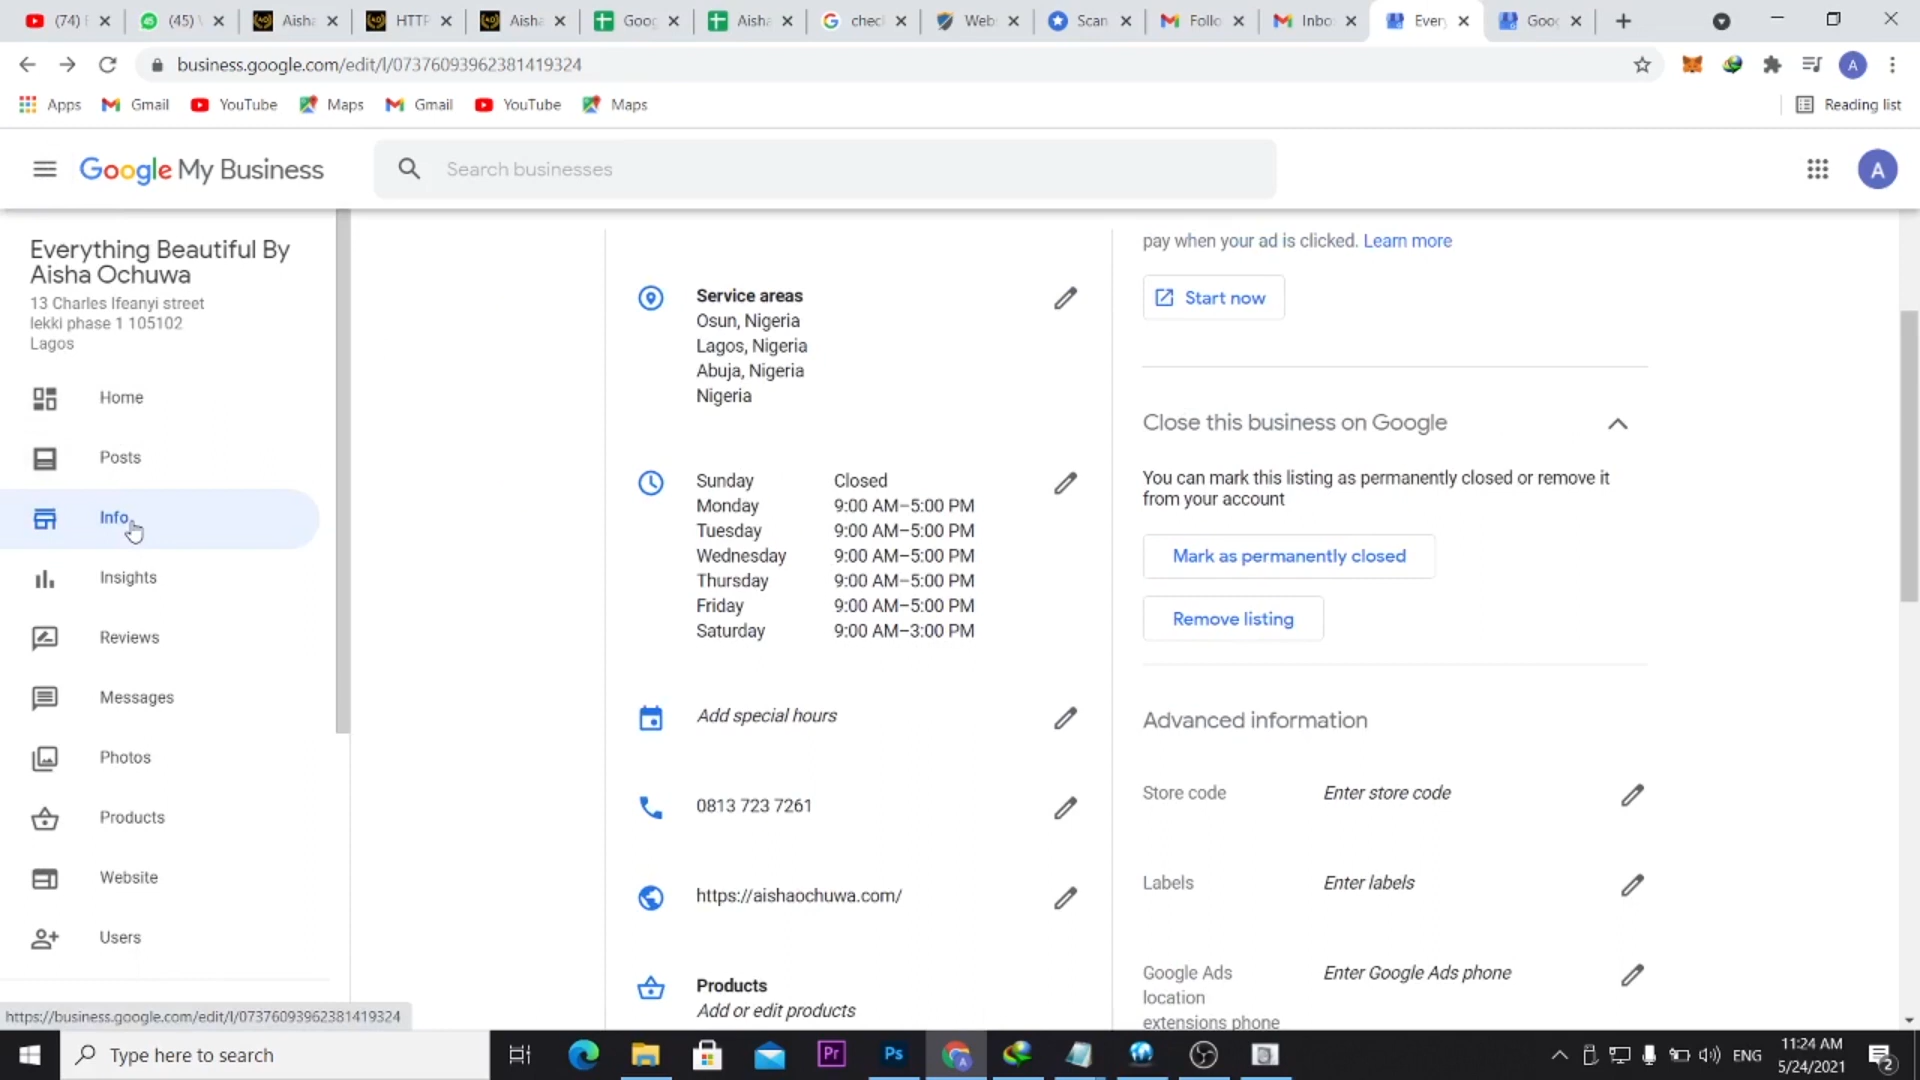 (74) F
(45) \
Aisha
HTTF
Aisha
Goog
Aisha
chec
Web
Scan
Follo
Inbo
Every
Goog
business.google.com/edit/l/07376093962381419324
A
Apps
Gmail
YouTube
Maps
Gmail
YouTube
Maps
Reading list
Google My Business
Search businesses
A
Everything Beautiful By
Aisha Ochuwa
13 Charles Ifeanyi street
lekki phase 1 105102
Lagos
Home
Posts
Info
Insights
Reviews
Messages
Photos
Products
Website
Users
https://business.google.com/edit/l/07376093962381419324
Service areas
Osun, Nigeria
Lagos, Nigeria
Abuja, Nigeria
Nigeria
Sunday Closed
Monday 9:00 AM–5:00 PM
Tuesday 9:00 AM–5:00 PM
Wednesday 9:00 AM–5:00 PM
Thursday 9:00 AM–5:00 PM
Friday 9:00 AM–5:00 PM
Saturday 9:00 AM–3:00 PM
Add special hours
0813 723 7261
https://aishaochuwa.com/
Products
Add or edit products
pay when your ad is clicked. Learn more
Start now
Close this business on Google
You can mark this listing as permanently closed or remove it
from your account
Mark as permanently closed
Remove listing
Advanced information
Store code Enter store code
Labels Enter labels
Google Ads Enter Google Ads phone
location
extensions phone
Type here to search
Pr
Ps
ENG
11:24 AM
5/24/2021
2